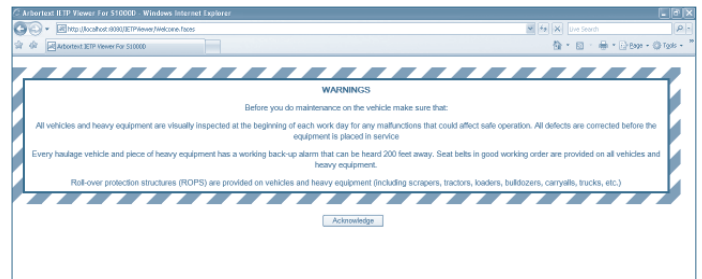 Arbortext IETP Viewer For S1000D - Windows Internet Explorer
http://localhost:8000/IETPViewer/Welcome.faces
Live Search
Arbortext IETP Viewer For S1000D
Page
Tools
WARNINGS
Before you do maintenance on the vehicle make sure that:
All vehicles and heavy equipment are visually inspected at the beginning of each work day for any malfunctions that could affect safe operation. All defects are corrected before the
equipment is placed in service
Every haulage vehicle and piece of heavy equipment has a working back-up alarm that can be heard 200 feet away. Seat belts in good working order are provided on all vehicles and
heavy equipment.
Roll-over protection structures (ROPS) are provided on vehicles and heavy equipment (including scrapers, tractors, loaders, bulldozers, carryalls, trucks, etc.)
Acknowledge